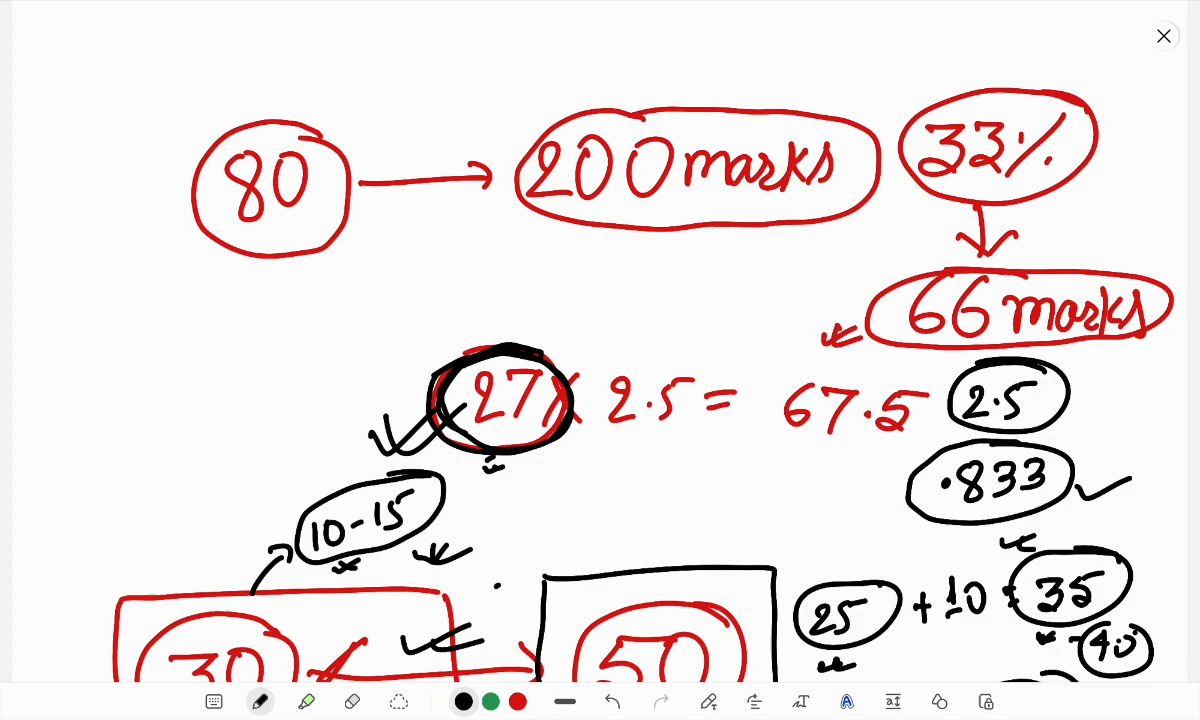 80 → 200 marks 33%
66 marks
27 × 2.5 = 67.5 2.5
.833
10-15
25 + 10 = 35
- 40
30 50